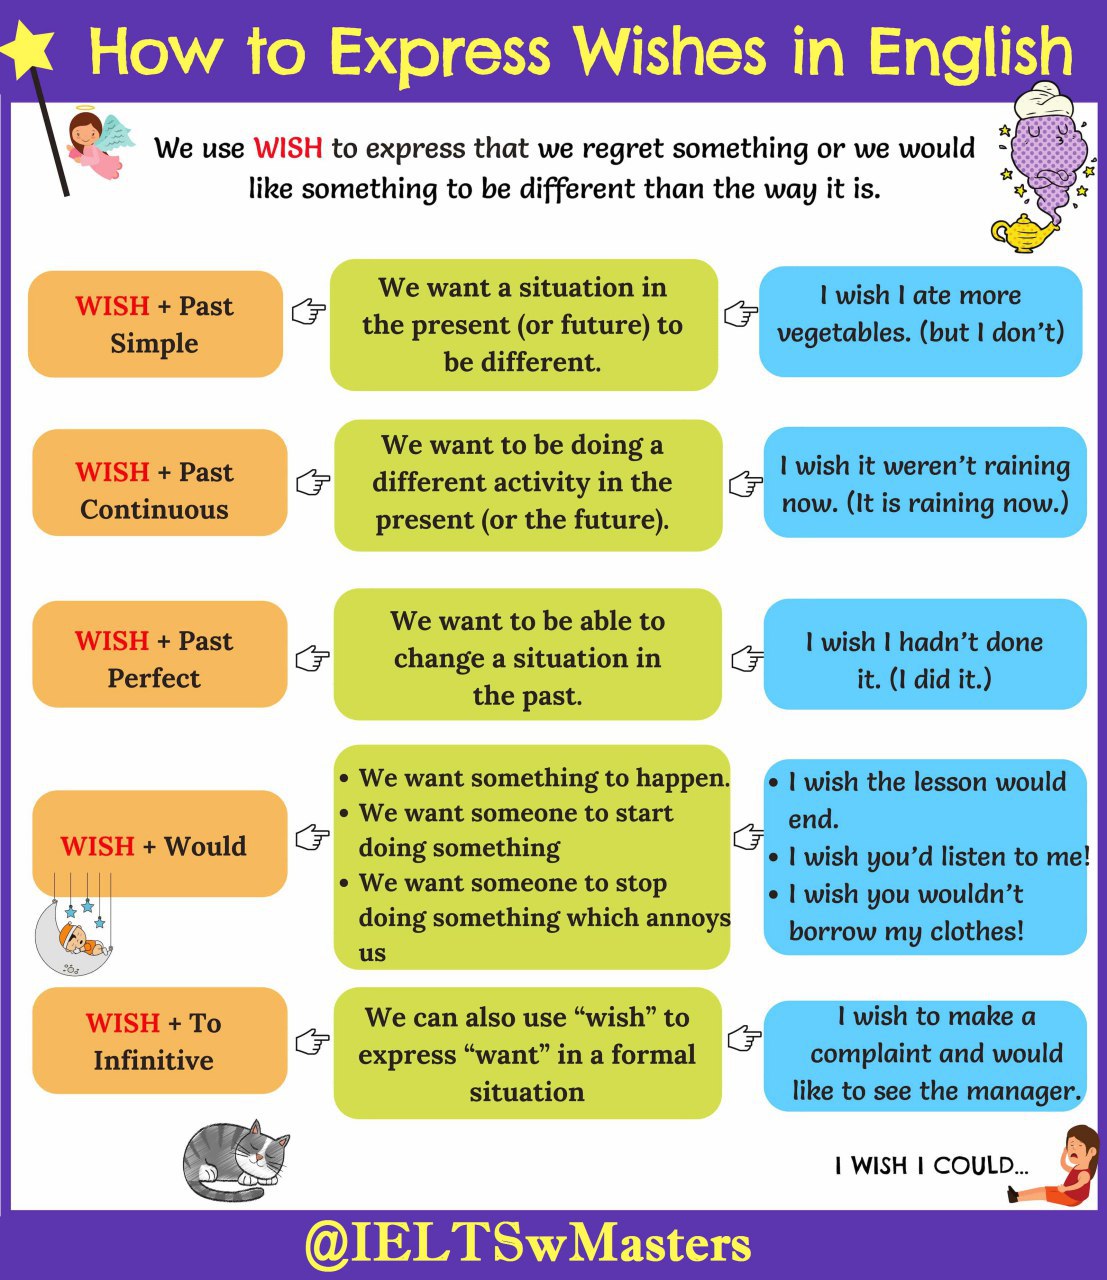 How to Express Wishes in English
We use WISH to express that we regret something or we would
like something to be different than the way it is.
WISH + Past
Simple
We want a situation in
the present (or future) to
be different.
I wish I ate more
vegetables. (but I don't)
WISH + Past
Continuous
We want to be doing a
different activity in the
present (or the future).
I wish it weren't raining
now. (It is raining now.)
WISH + Past
Perfect
We want to be able to
change a situation in
the past.
I wish I hadn't done
it. (I did it.)
WISH + Would
• We want something to happen.
• We want someone to start
doing something
• We want someone to stop
doing something which annoys
us
• I wish the lesson would
end.
• I wish you'd listen to me!
• I wish you wouldn't
borrow my clothes!
WISH + To
Infinitive
We can also use “wish” to
express “want” in a formal
situation
I wish to make a
complaint and would
like to see the manager.
I WISH I COULD...
@IELTSwMasters